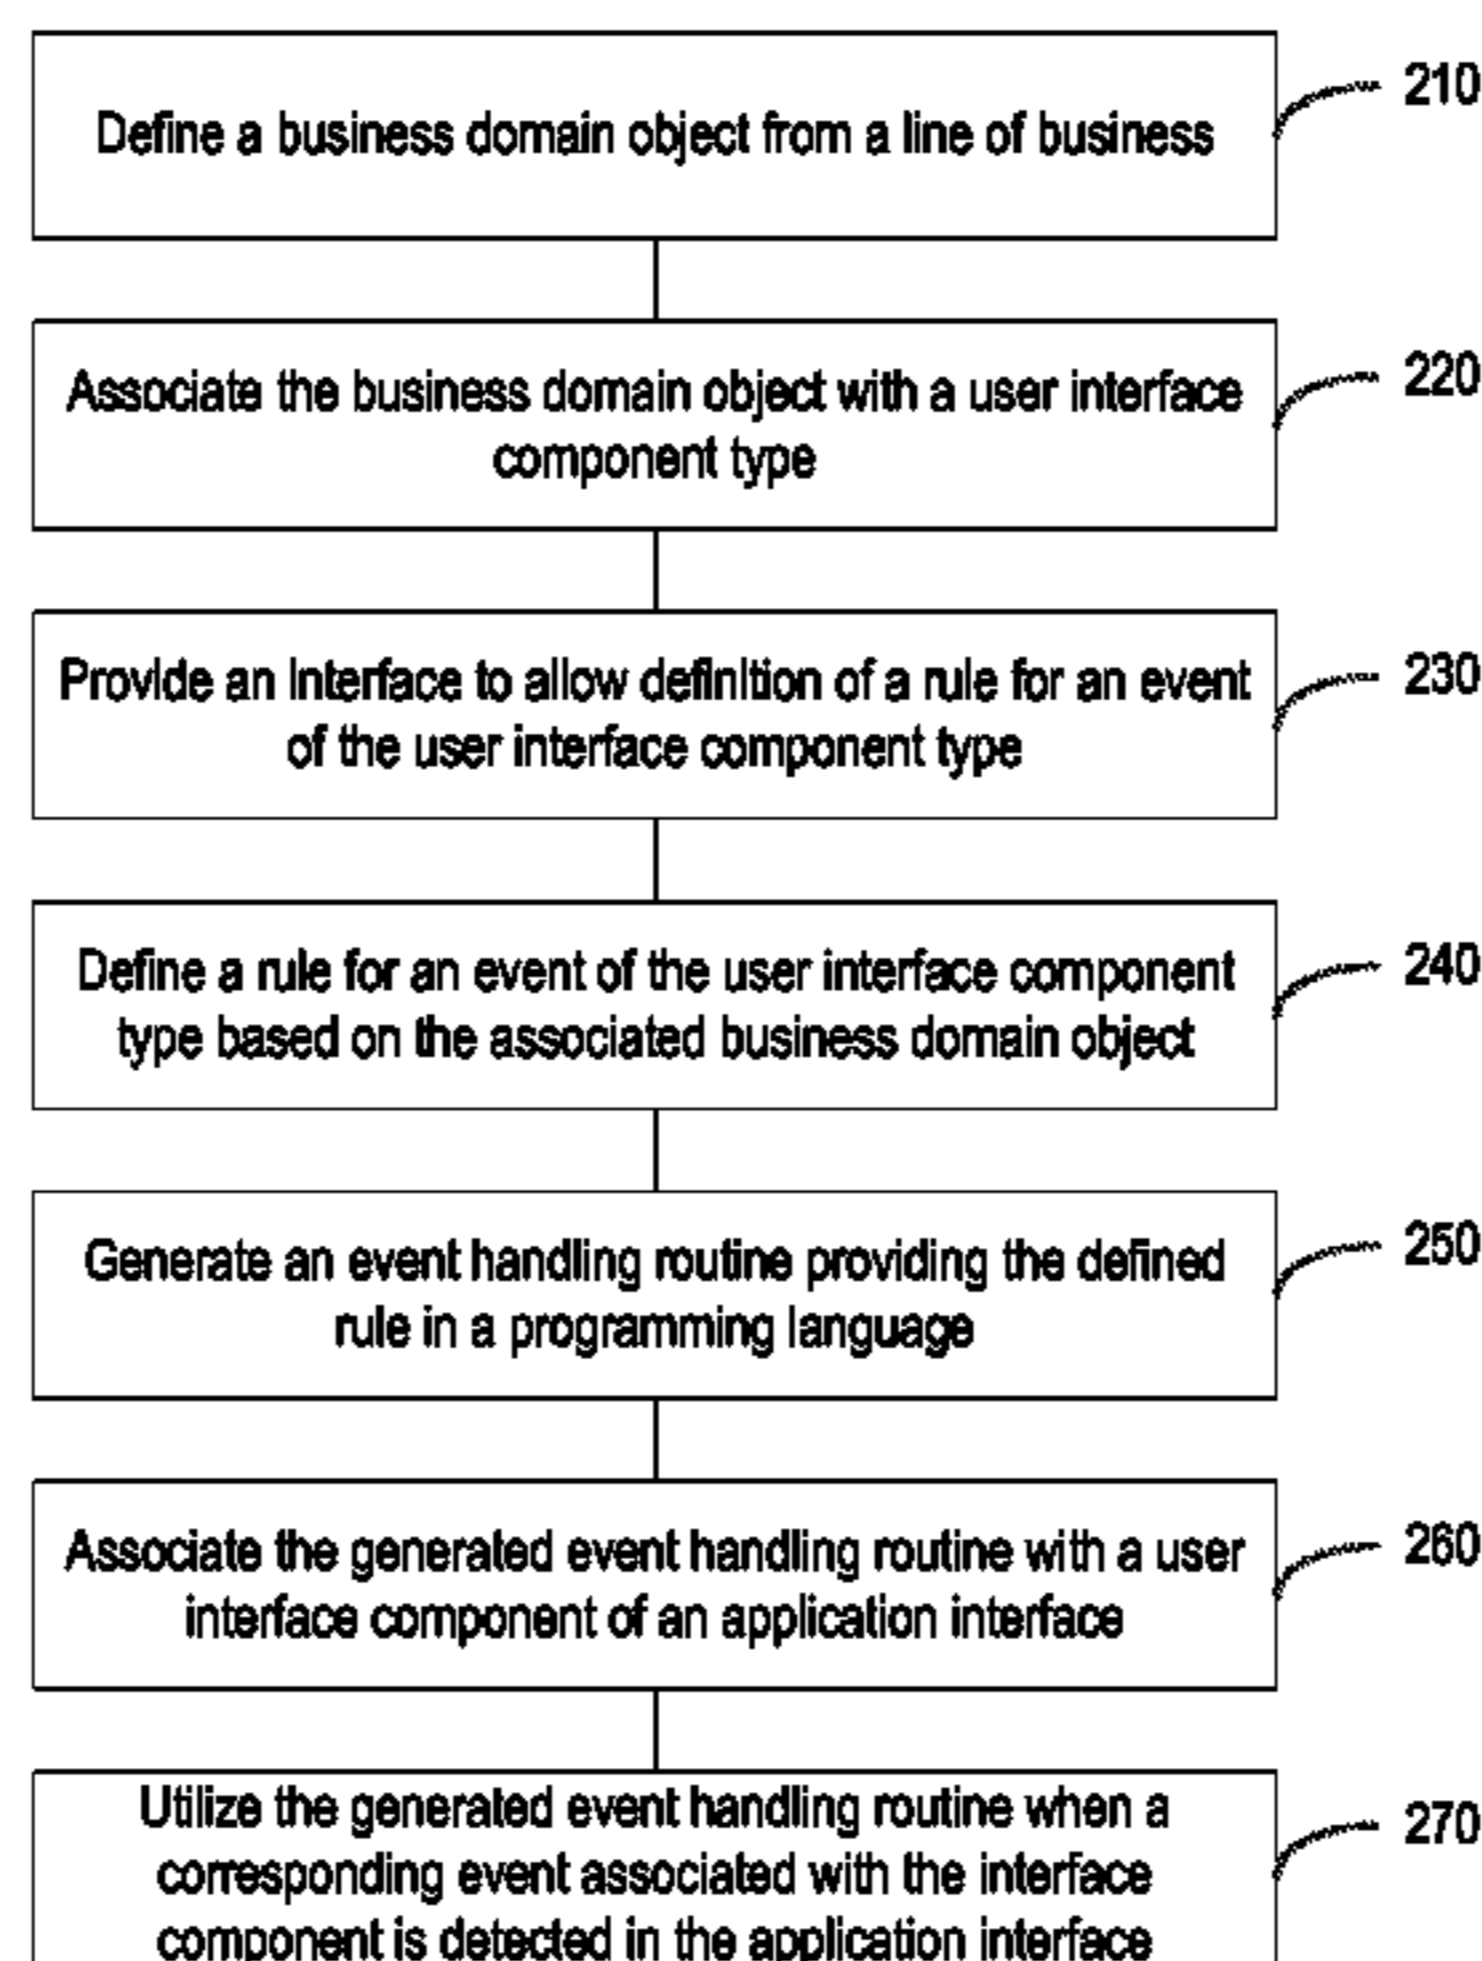 Define a business domain object from a line of business
210
Associate the business domain object with a user interface
component type
220
Provide an interface to allow definition of a rule for an event
of the user interface component type
230
Define a rule for an event of the user interface component
type based on the associated business domain object
240
Generate an event handling routine providing the defined
rule in a programming language
250
Associate the generated event handling routine with a user
interface component of an application interface
260
Utilize the generated event handling routine when a
corresponding event associated with the interface
component is detected in the application interface
270